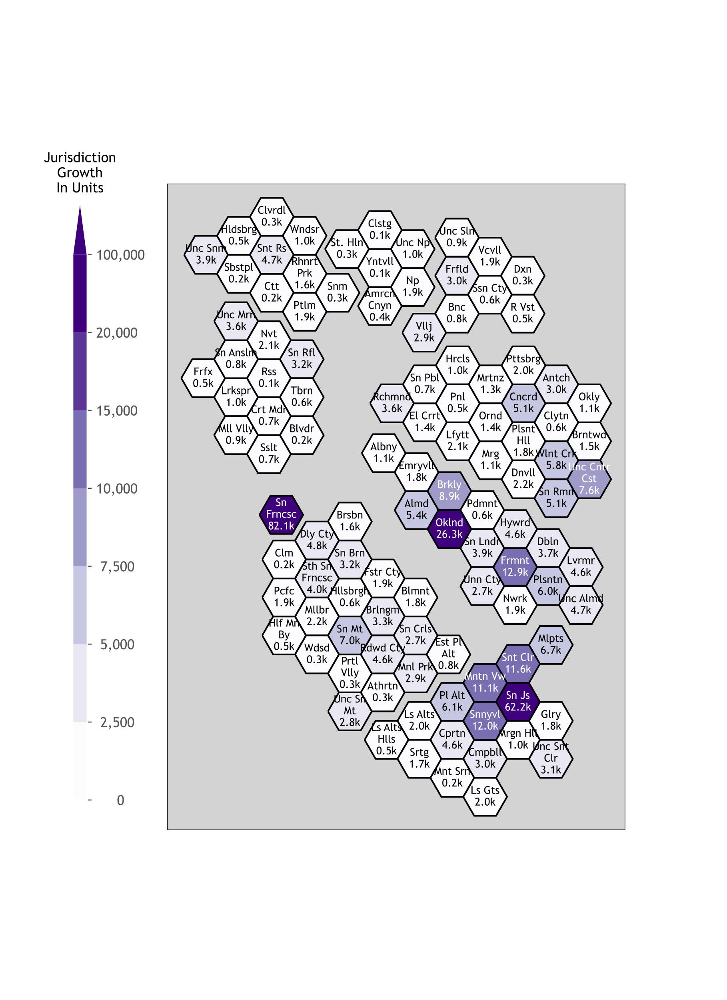 Jurisdiction
Growth
In Units
100,000
20,000
15,000
10,000
7,500
5,000
2,500
0
Clvrdl
0.3k
Hldsbrg
0.5k
Wndsr
1.0k
Unc Snm
3.9k
Snt Rs
4.7k
Sbstpl
0.2k
Rhnrt
Prk
1.6k
Ctt
0.2k
Snm
0.3k
Ptlm
1.9k
Clstg
0.1k
St. Hln
0.3k
Unc Np
1.0k
Yntvll
0.1k
Np
1.9k
Amrcn
Cnyn
0.4k
Unc Sln
0.9k
Vcvll
1.9k
Frfld
3.0k
Dxn
0.3k
Ssn Cty
0.6k
Bnc
0.8k
R Vst
0.5k
Vllj
2.9k
Unc Mrn
3.6k
Nvt
2.1k
Sn Anslm
0.8k
Sn Rfl
3.2k
Frfx
0.5k
Rss
0.1k
Lrkspr
1.0k
Tbrn
0.6k
Crt Mdr
0.7k
Mll Vlly
0.9k
Blvdr
0.2k
Sslt
0.7k
Hrcls
1.0k
Pttsbrg
2.0k
Sn Pbl
0.7k
Mrtnz
1.3k
Antch
3.0k
Rchmnd
3.6k
Pnl
0.5k
Cncrd
5.1k
Okly
1.1k
El Crrt
1.4k
Ornd
1.4k
Clytn
0.6k
Lfytt
2.1k
Plsnt
Hll
1.8k
Brntwd
1.5k
Mrg
1.1k
Wlnt Crk
5.8k
Dnvll
2.2k
Unc Cntr
Cst
7.6k
Sn Rmn
5.1k
Albny
1.1k
Emryvll
1.8k
Brkly
8.9k
Almd
5.4k
Pdmnt
0.6k
Oklnd
26.3k
Hywrd
4.6k
Sn Lndr
3.9k
Dbln
3.7k
Frmnt
12.9k
Lvrmr
4.6k
Unn Cty
2.7k
Plsntn
6.0k
Nwrk
1.9k
Unc Almd
4.7k
Sn
Frncsc
82.1k
Brsbn
1.6k
Dly Cty
4.8k
Clm
0.2k
Sn Brn
3.2k
Sth Sn
Frncsc
4.0k
Fstr Cty
1.9k
Pcfc
1.9k
Hllsbrgh
0.6k
Blmnt
1.8k
Mllbr
2.2k
Brlngm
3.3k
Hlf Mn
By
0.5k
Sn Mt
7.0k
Sn Crls
2.7k
Wdsd
0.3k
Rdwd Cty
4.6k
Est Pl
Alt
0.8k
Prtl
Vlly
0.3k
Mnl Prk
2.9k
Athrtn
0.3k
Unc Sn
Mt
2.8k
Mlpts
6.7k
Snt Clr
11.6k
Mntn Vw
11.1k
Pl Alt
6.1k
Sn Js
62.2k
Ls Alts
2.0k
Snnyvl
12.0k
Glry
1.8k
Ls Alts
Hlls
0.5k
Cprtn
4.6k
Mrgn Hll
1.0k
Srtg
1.7k
Cmpbll
3.0k
Unc Snt
Clr
3.1k
Mnt Srn
0.2k
Ls Gts
2.0k